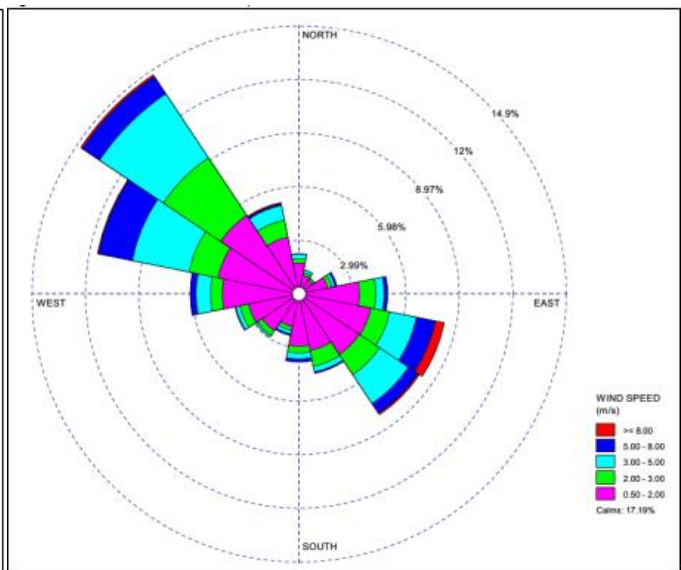 NORTH
14.9%
12%
8.97%
5.98%
2.99%
WEST
EAST
WIND SPEED
(m/s)
>= 8.00
5.00 - 8.00
3.00 - 5.00
2.00 - 3.00
0.50 - 2.00
Calms: 17.19%
SOUTH